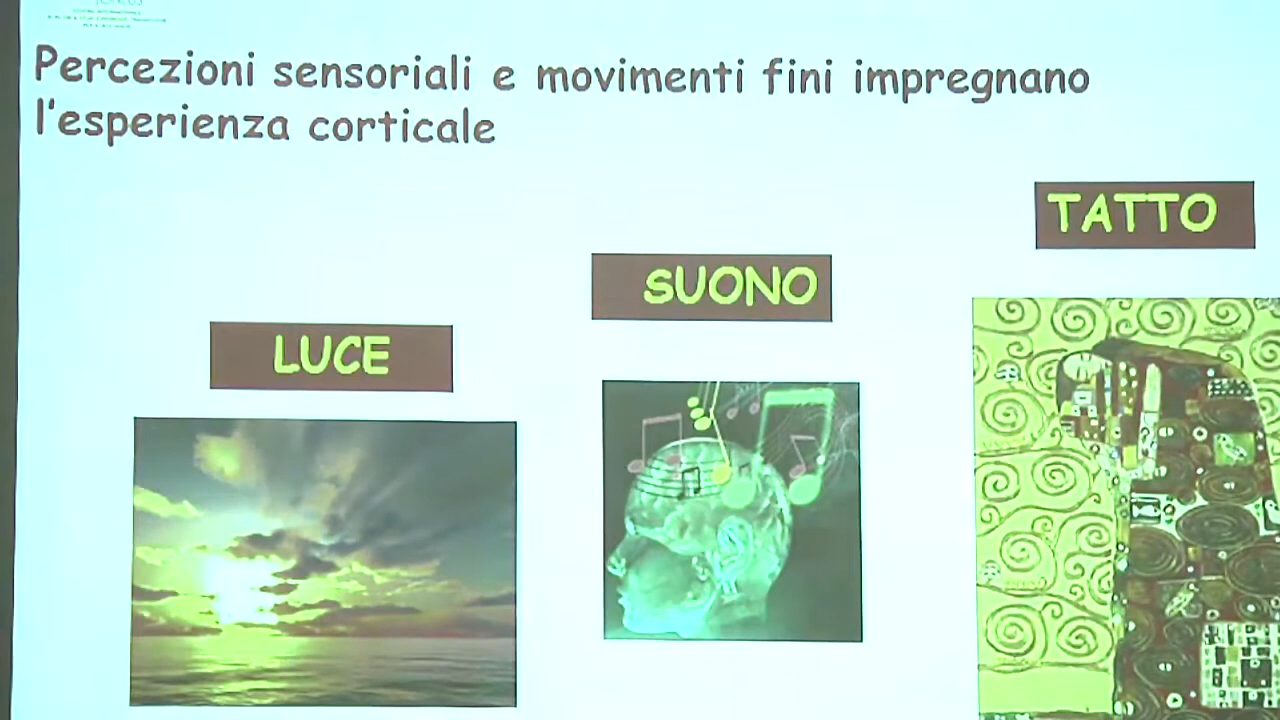 Percezioni sensoriali e movimenti fini impregnano
l'esperienza corticale
TATTO
SUONO
LUCE